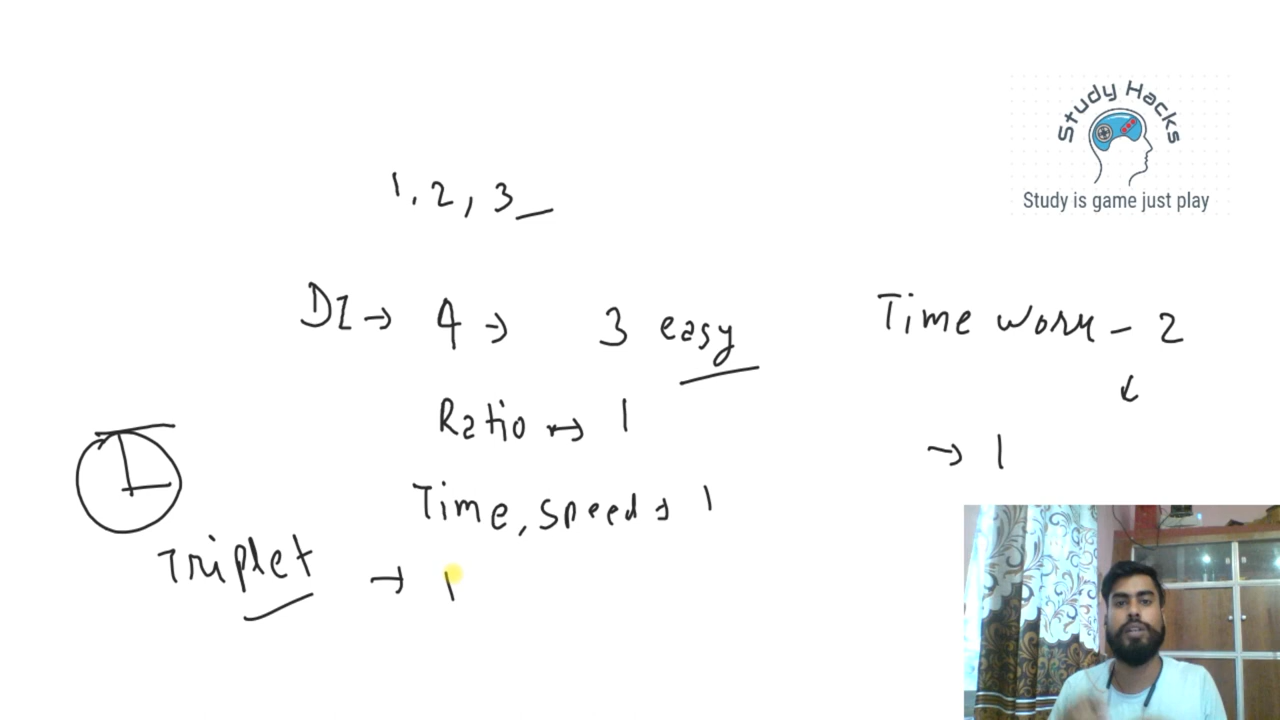 Study Hacks
Study is game just play
1, 2, 3_
DI → 4 → 3 easy
Time work - 2
Ratio → 1
→ 1
Time, speed → 1
Triplet → 1